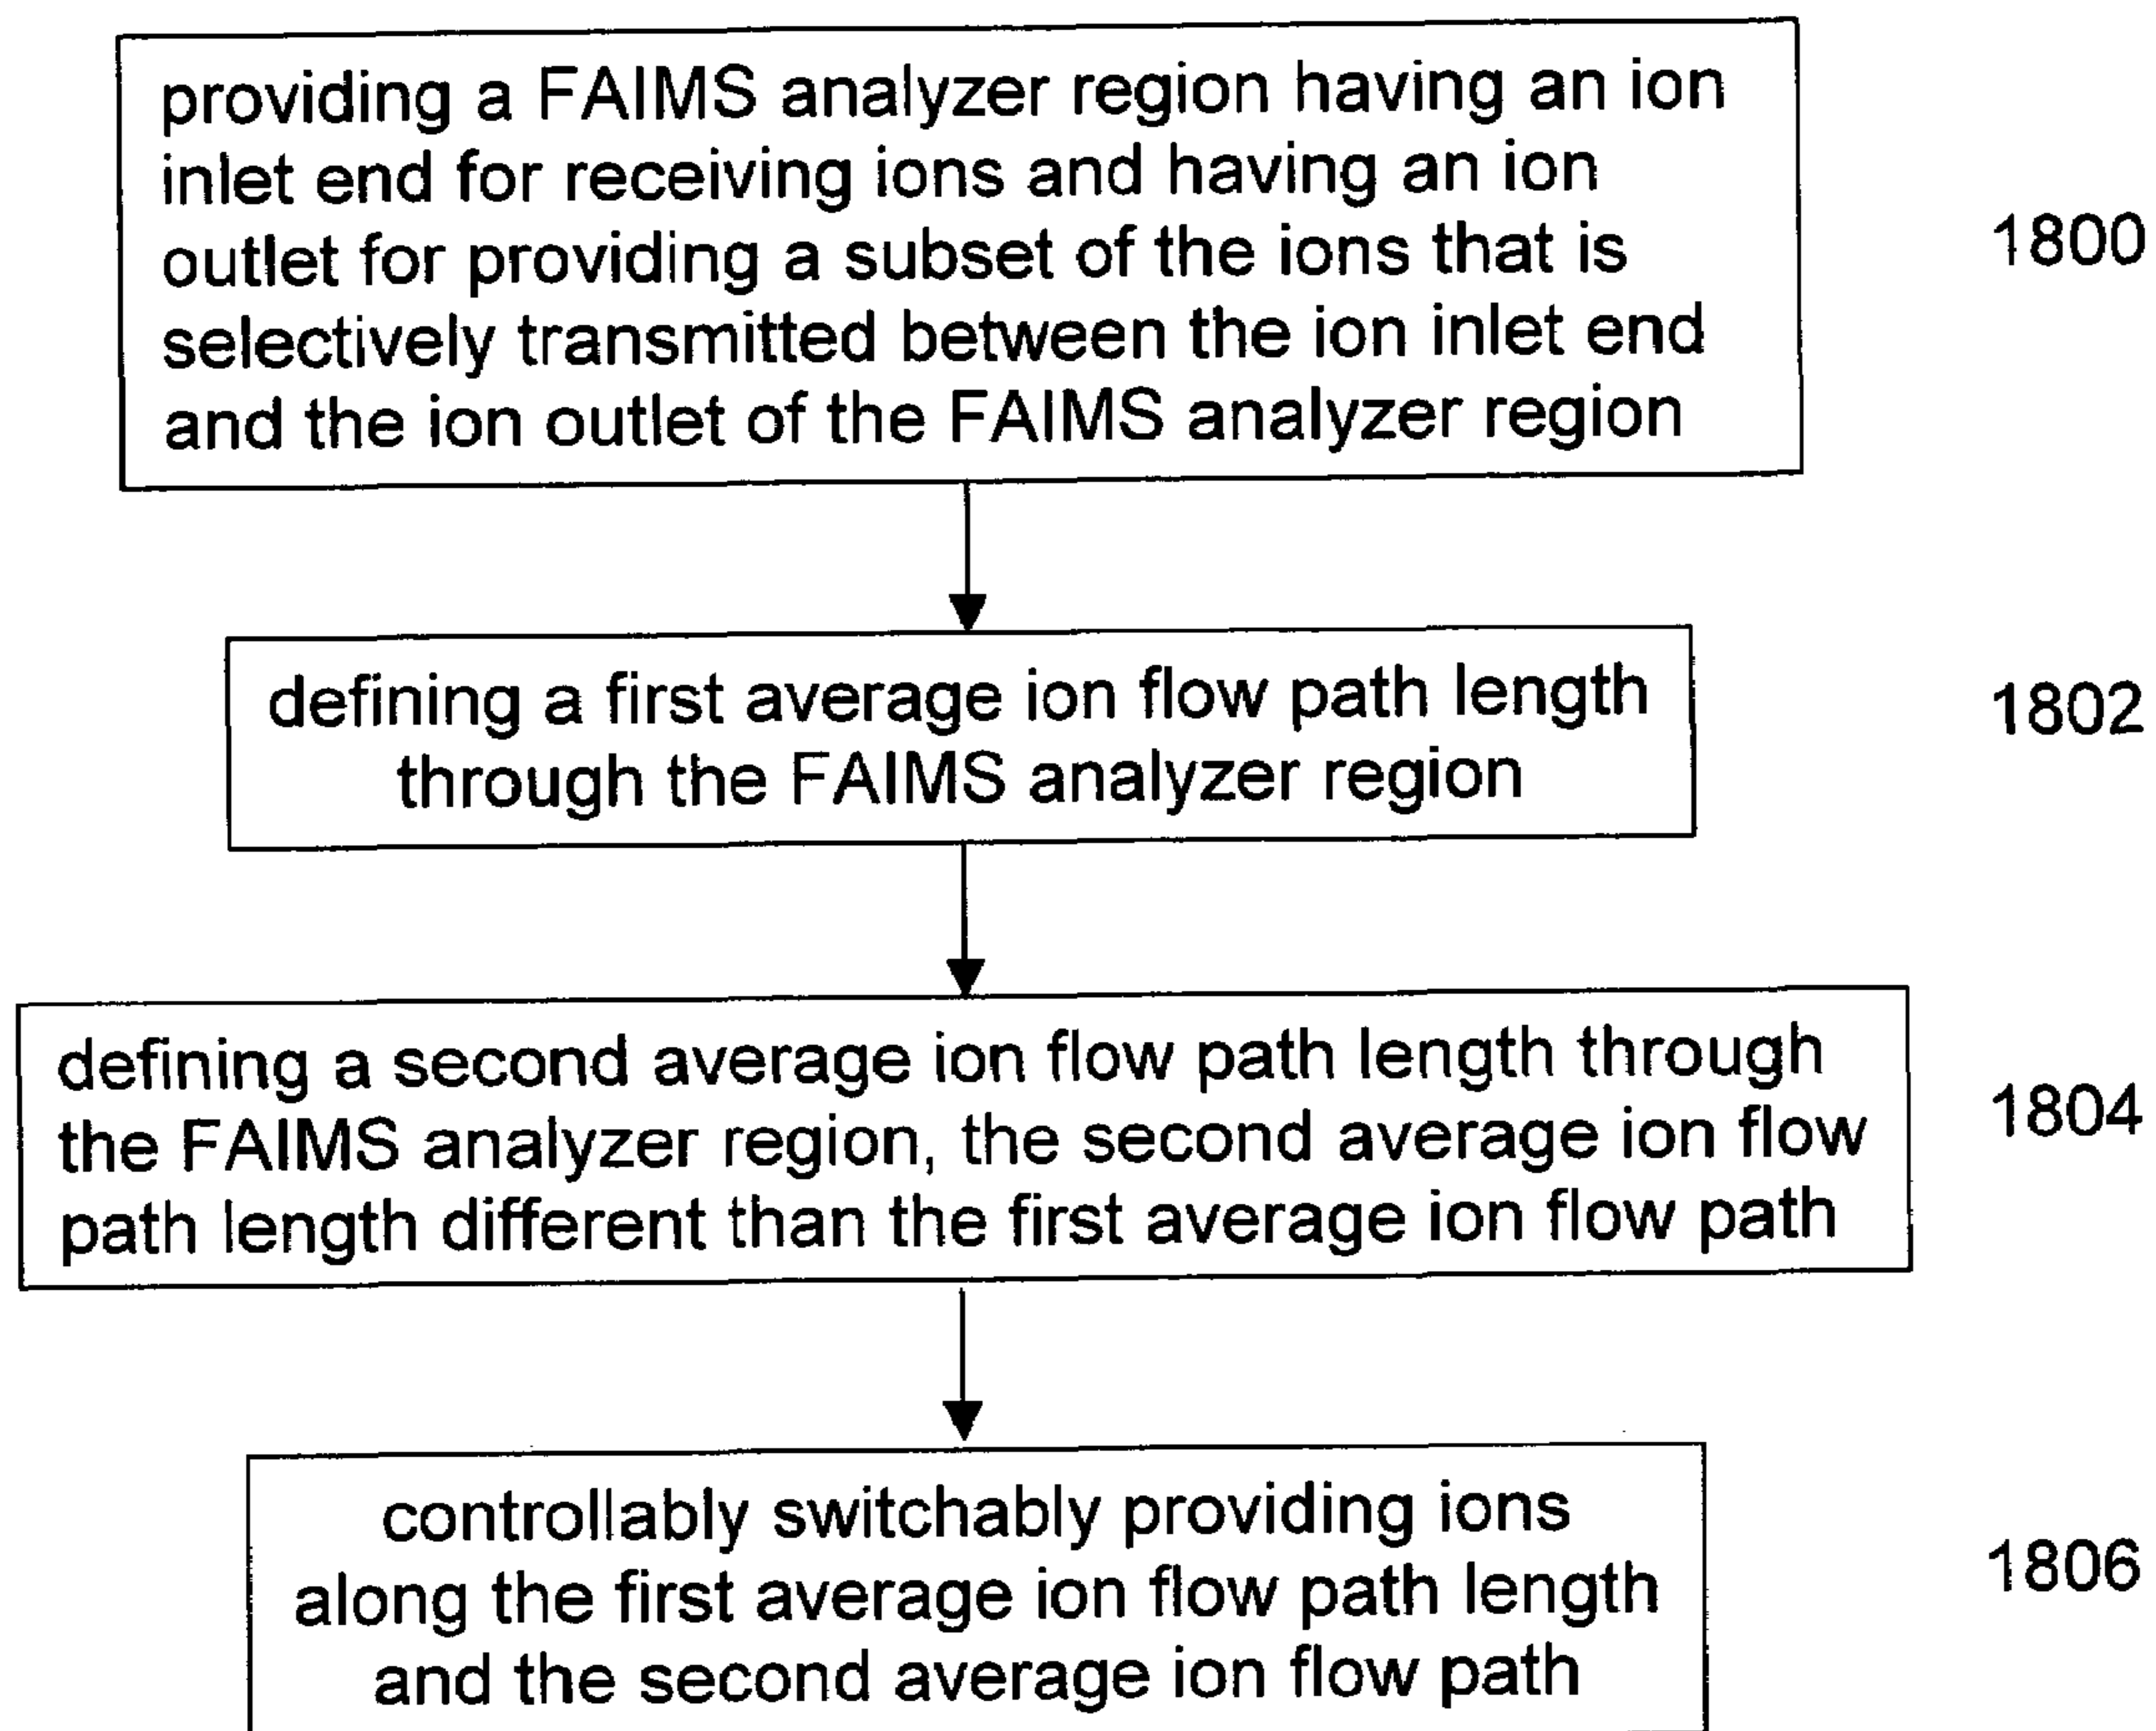 providing a FAIMS analyzer region having an ion
inlet end for receiving ions and having an ion
outlet for providing a subset of the ions that is
selectively transmitted between the ion inlet end
and the ion outlet of the FAIMS analyzer region
1800
defining a first average ion flow path length
through the FAIMS analyzer region
1802
defining a second average ion flow path length through
the FAIMS analyzer region, the second average ion flow
path length different than the first average ion flow path
1804
controllably switchably providing ions
along the first average ion flow path length
and the second average ion flow path
1806